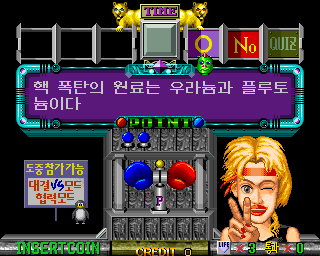 TIME
O
No
QUIZ
핵 폭탄의 원료는 우라늄과 플루토
늄이다
POINT
도중참가가능
대결VS모드
협력모드
P
INSERT COIN
CREDIT 0
LIFE × 3 통과 × 0